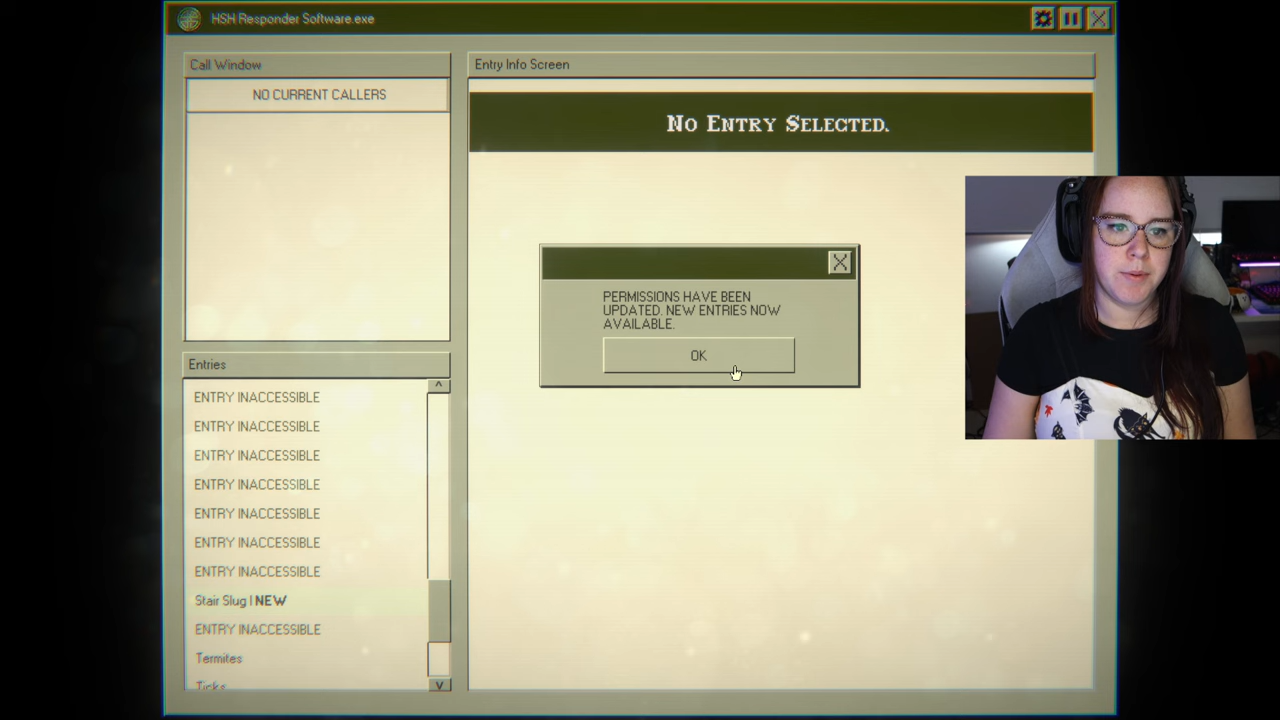 HSH Responder Software.exe
Call Window
NO CURRENT CALLERS
Entry Info Screen
No Entry Selected.
PERMISSIONS HAVE BEEN
UPDATED. NEW ENTRIES NOW
AVAILABLE.
OK
Entries
ENTRY INACCESSIBLE
ENTRY INACCESSIBLE
ENTRY INACCESSIBLE
ENTRY INACCESSIBLE
ENTRY INACCESSIBLE
ENTRY INACCESSIBLE
ENTRY INACCESSIBLE
Stair Slug | NEW
ENTRY INACCESSIBLE
Termites
Ticks